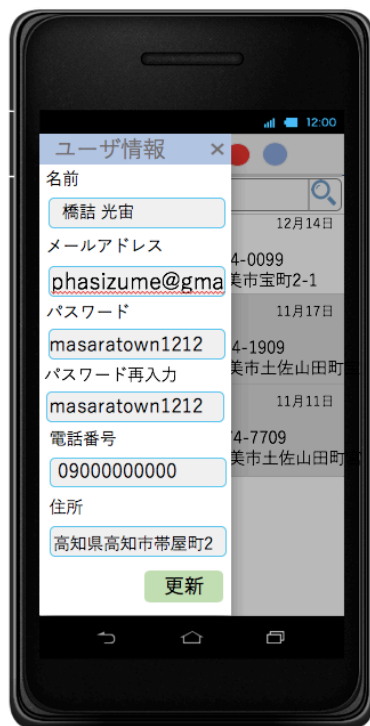 12:00
ユーザ情報 ×
名前
橋詰 光宙
メールアドレス
phasizume@gma
パスワード
masaratown1212
パスワード再入力
masaratown1212
電話番号
09000000000
住所
高知県高知市帯屋町2
更新
12月14日
4-0099
美市宝町2-1
11月17日
4-1909
美市土佐山田町
11月11日
74-7709
美市土佐山田町